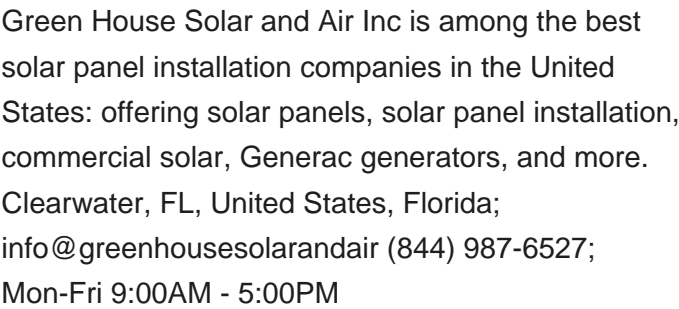 Green House Solar and Air Inc is among the best
solar panel installation companies in the United
States: offering solar panels, solar panel installation,
commercial solar, Generac generators, and more.
Clearwater, FL, United States, Florida;
info@greenhousesolarandair (844) 987-6527;
Mon-Fri 9:00AM - 5:00PM